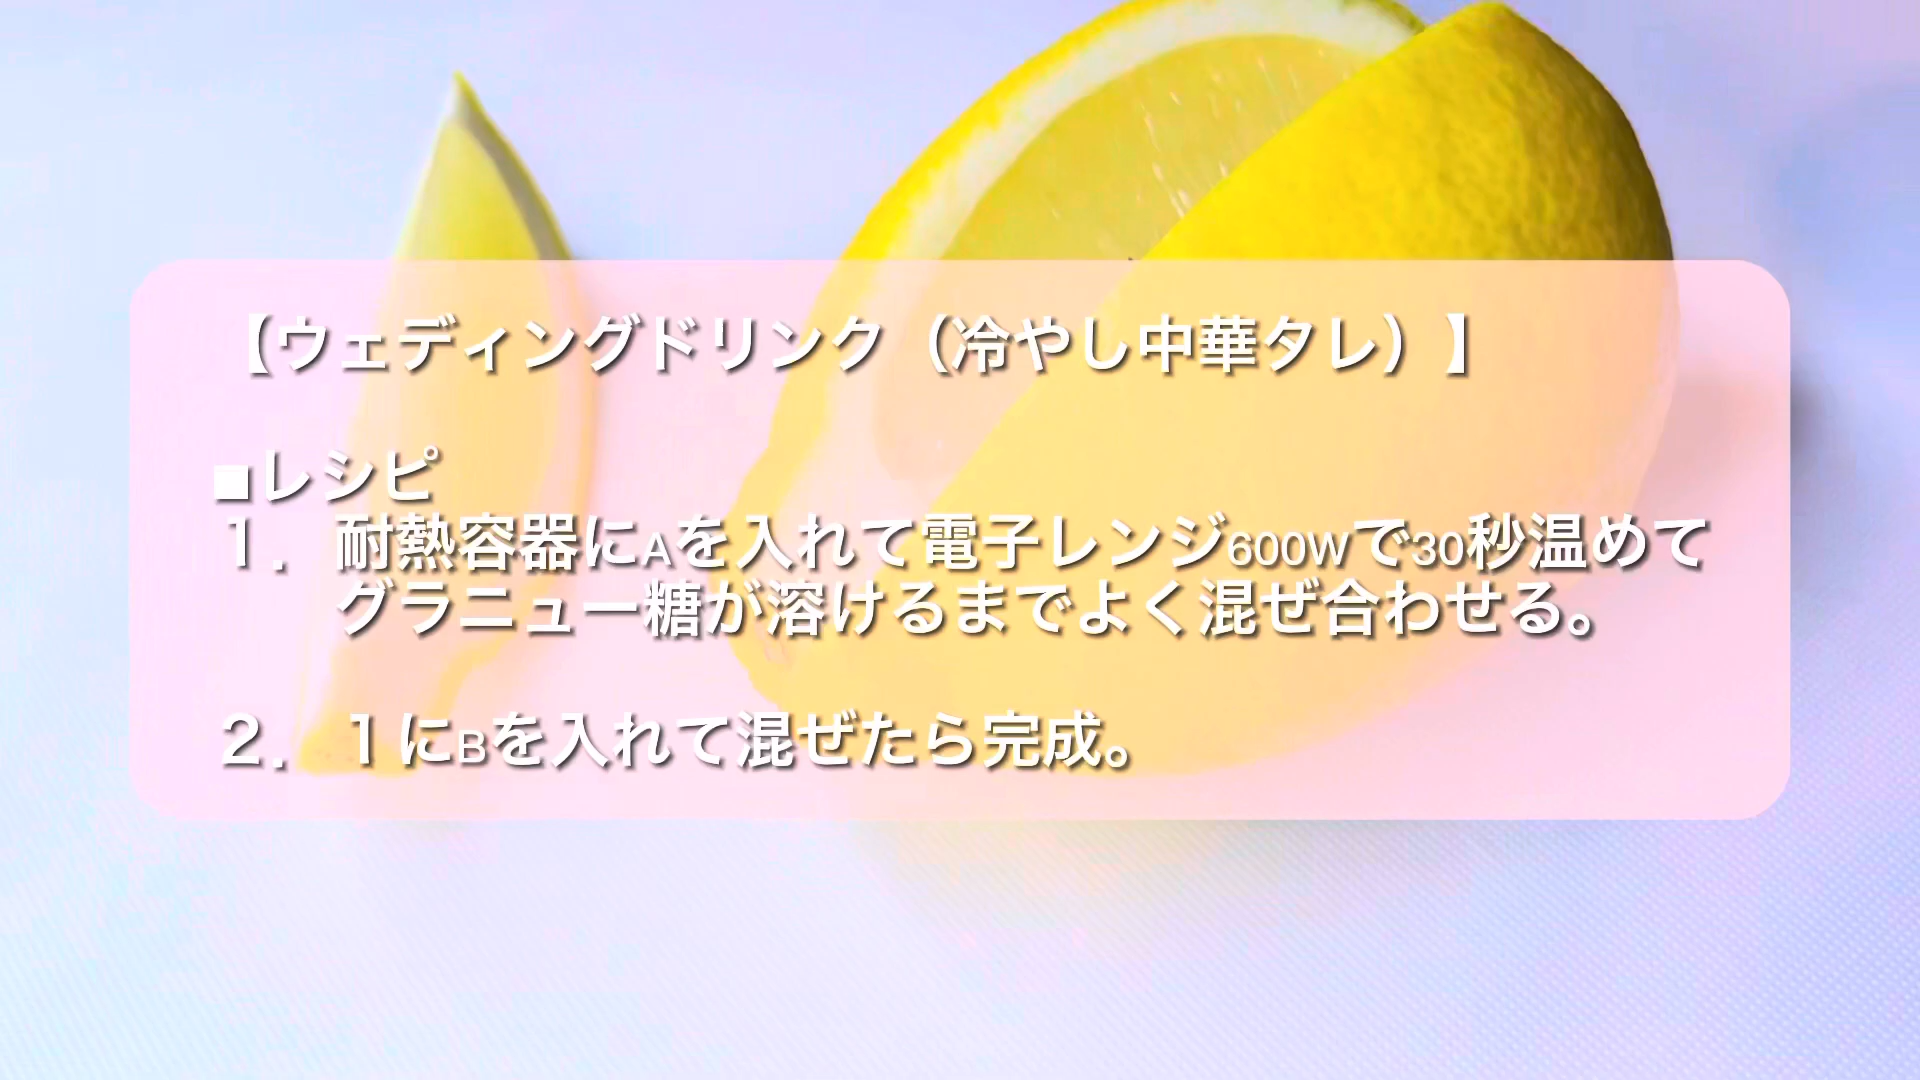 【ウェディングドリンク（冷やし中華タレ）】
■レシピ
１．耐熱容器にAを入れて電子レンジ600Wで30秒温めて
グラニュー糖が溶けるまでよく混ぜ合わせる。
２．１にBを入れて混ぜたら完成。